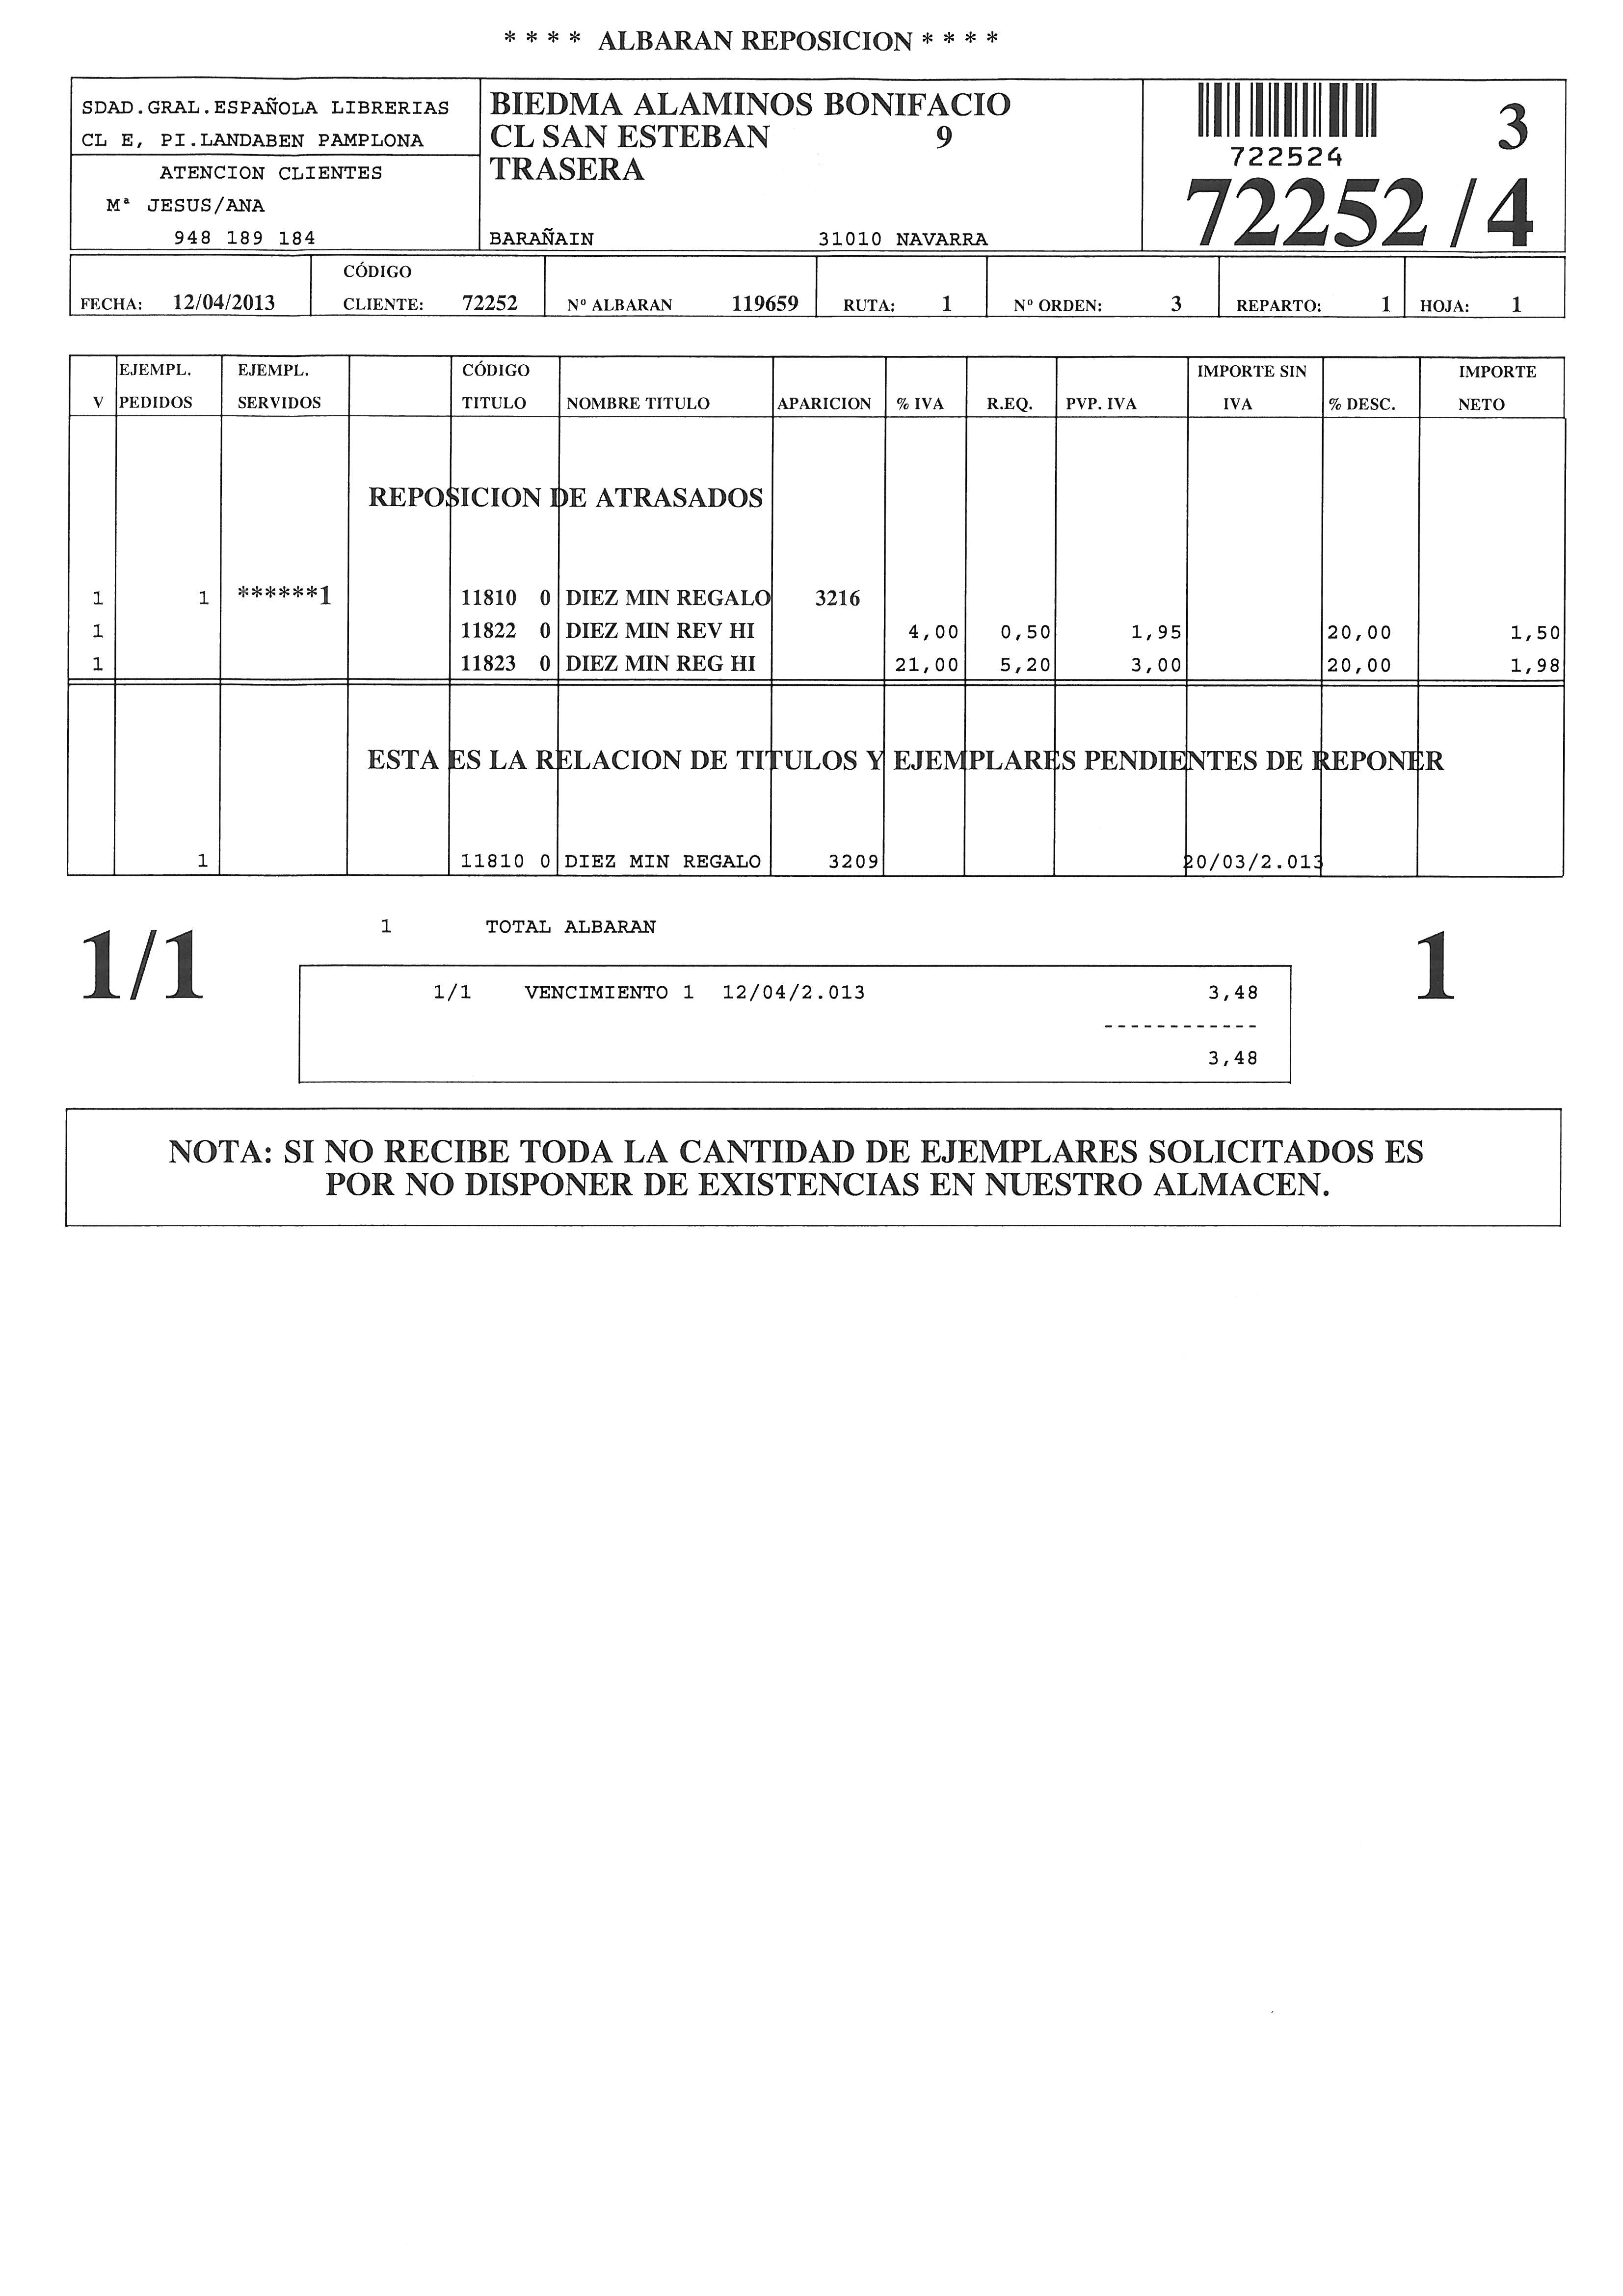 * * * * ALBARAN REPOSICION * * * *
SDAD.GRAL.ESPAÑOLA LIBRERIAS
CL E, PI.LANDABEN PAMPLONA
ATENCION CLIENTES
Mª JESUS/ANA
948 189 184
BIEDMA ALAMINOS BONIFACIO
CL SAN ESTEBAN 9
TRASERA
BARAÑAIN 31010 NAVARRA
3
722524
72252 / 4
FECHA: 12/04/2013 CÓDIGO CLIENTE: 72252 Nº ALBARAN 119659 RUTA: 1 Nº ORDEN: 3 REPARTO: 1 HOJA: 1
EJEMPL. EJEMPL. CÓDIGO IMPORTE SIN IMPORTE
V PEDIDOS SERVIDOS TITULO NOMBRE TITULO APARICION % IVA R.EQ. PVP. IVA IVA % DESC. NETO
REPOSICION DE ATRASADOS
1 1 ******1 11810 0 DIEZ MIN REGALO 3216
1 11822 0 DIEZ MIN REV HI 4,00 0,50 1,95 20,00 1,50
1 11823 0 DIEZ MIN REG HI 21,00 5,20 3,00 20,00 1,98
ESTA ES LA RELACION DE TITULOS Y EJEMPLARES PENDIENTES DE REPONER
1 11810 0 DIEZ MIN REGALO 3209 20/03/2.013
1 TOTAL ALBARAN
1/1
1
1/1 VENCIMIENTO 1 12/04/2.013 3,48
------------
3,48
NOTA: SI NO RECIBE TODA LA CANTIDAD DE EJEMPLARES SOLICITADOS ES
POR NO DISPONER DE EXISTENCIAS EN NUESTRO ALMACEN.